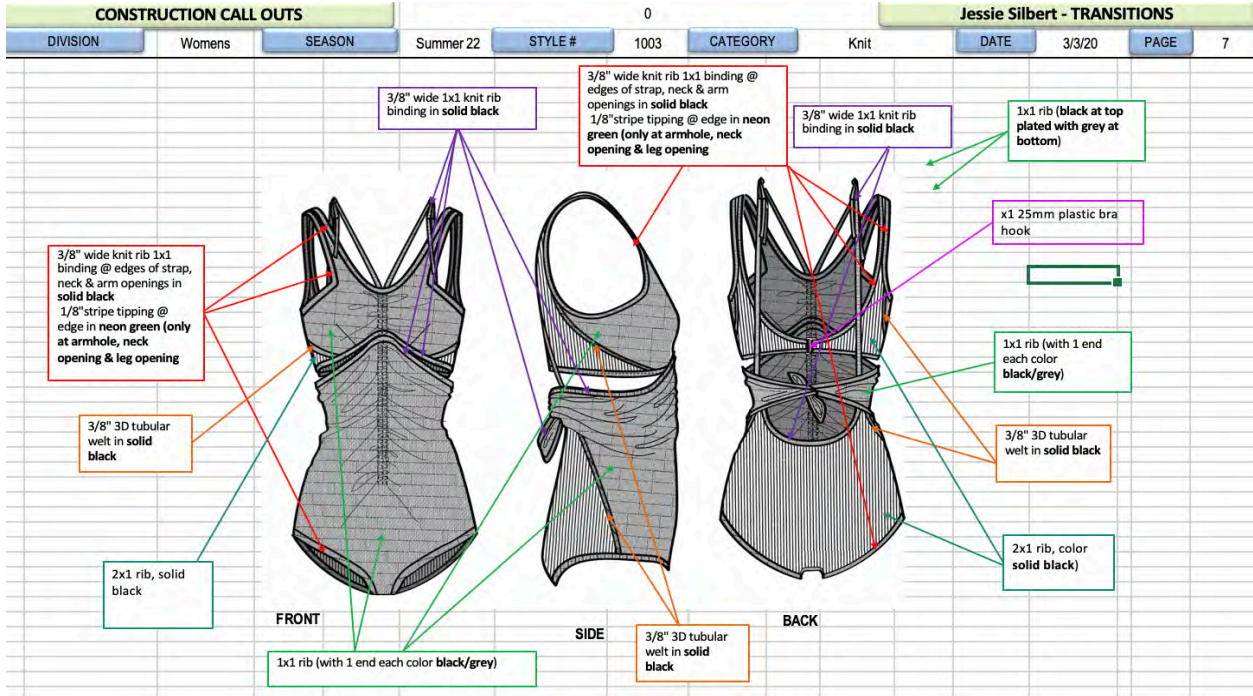 CONSTRUCTION CALL OUTS
0
Jessie Silbert - TRANSITIONS
DIVISION
Womens
SEASON
Summer 22
STYLE #
1003
CATEGORY
Knit
DATE
3/3/20
PAGE
7
3/8" wide 1x1 knit rib
binding in solid black
3/8" wide knit rib 1x1 binding @
edges of strap, neck & arm
openings in solid black
1/8"stripe tipping @ edge in neon
green (only at armhole, neck
opening & leg opening
3/8" wide 1x1 knit rib
binding in solid black
1x1 rib (black at top
plated with grey at
bottom)
x1 25mm plastic bra
hook
3/8" wide knit rib 1x1
binding @ edges of strap,
neck & arm openings in
solid black
1/8"stripe tipping @
edge in neon green (only
at armhole, neck
opening & leg opening
1x1 rib (with 1 end
each color
black/grey)
3/8" 3D tubular
welt in solid
black
3/8" 3D tubular
welt in solid black
2x1 rib, solid
black
2x1 rib, color
solid black)
FRONT
SIDE
BACK
3/8" 3D tubular
welt in solid
black
1x1 rib (with 1 end each color black/grey)